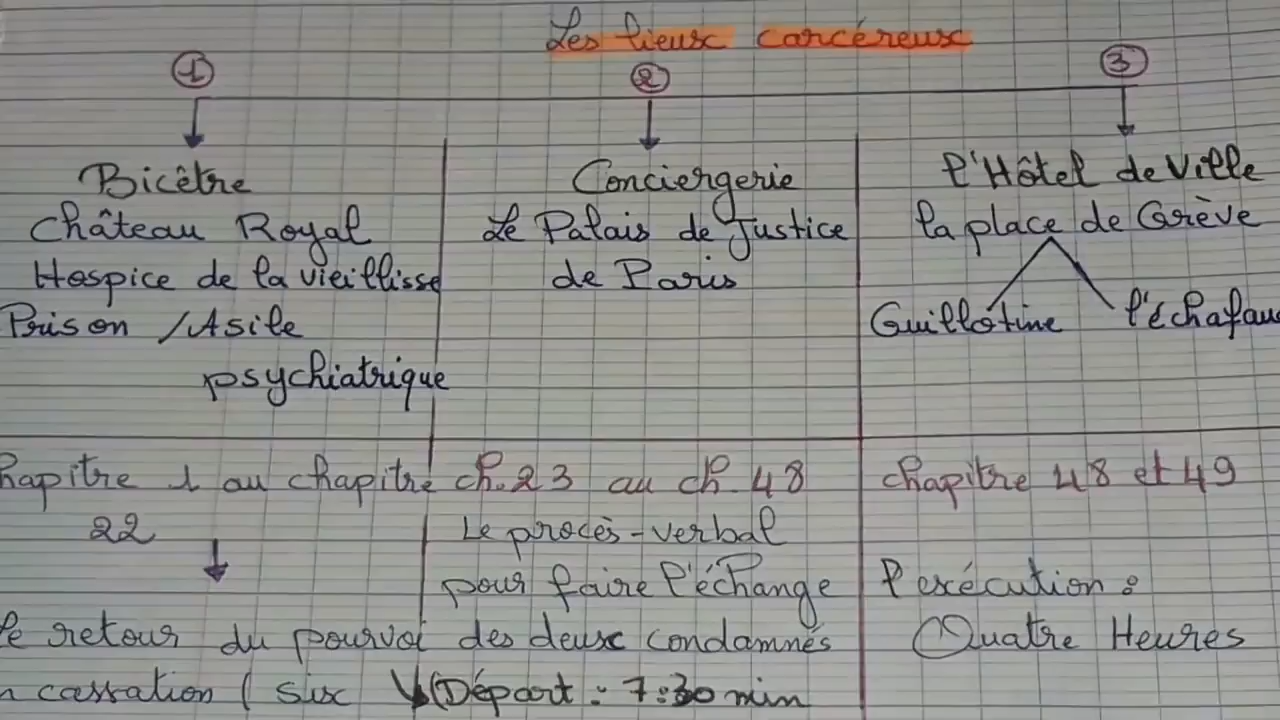 Les lieux carcéreux
1
2
3
Bicêtre
Château Royal
Hospice de la vieillisse
Prison /Asile
psychiatrique
Conciergerie
Le Palais de Justice
de Paris
l'Hôtel de Ville
la place de Grève
Guillotine
l'échafau
hapitre 1 au chapitre
22
le retour du pourvoi
n cassation ( six
ch.23 au ch.48
Le procès-verbal
pour faire l'échange
des deux condamnés
(Départ : 7:30 min
chapitre 48 et 49
l'exécution :
Quatre Heures